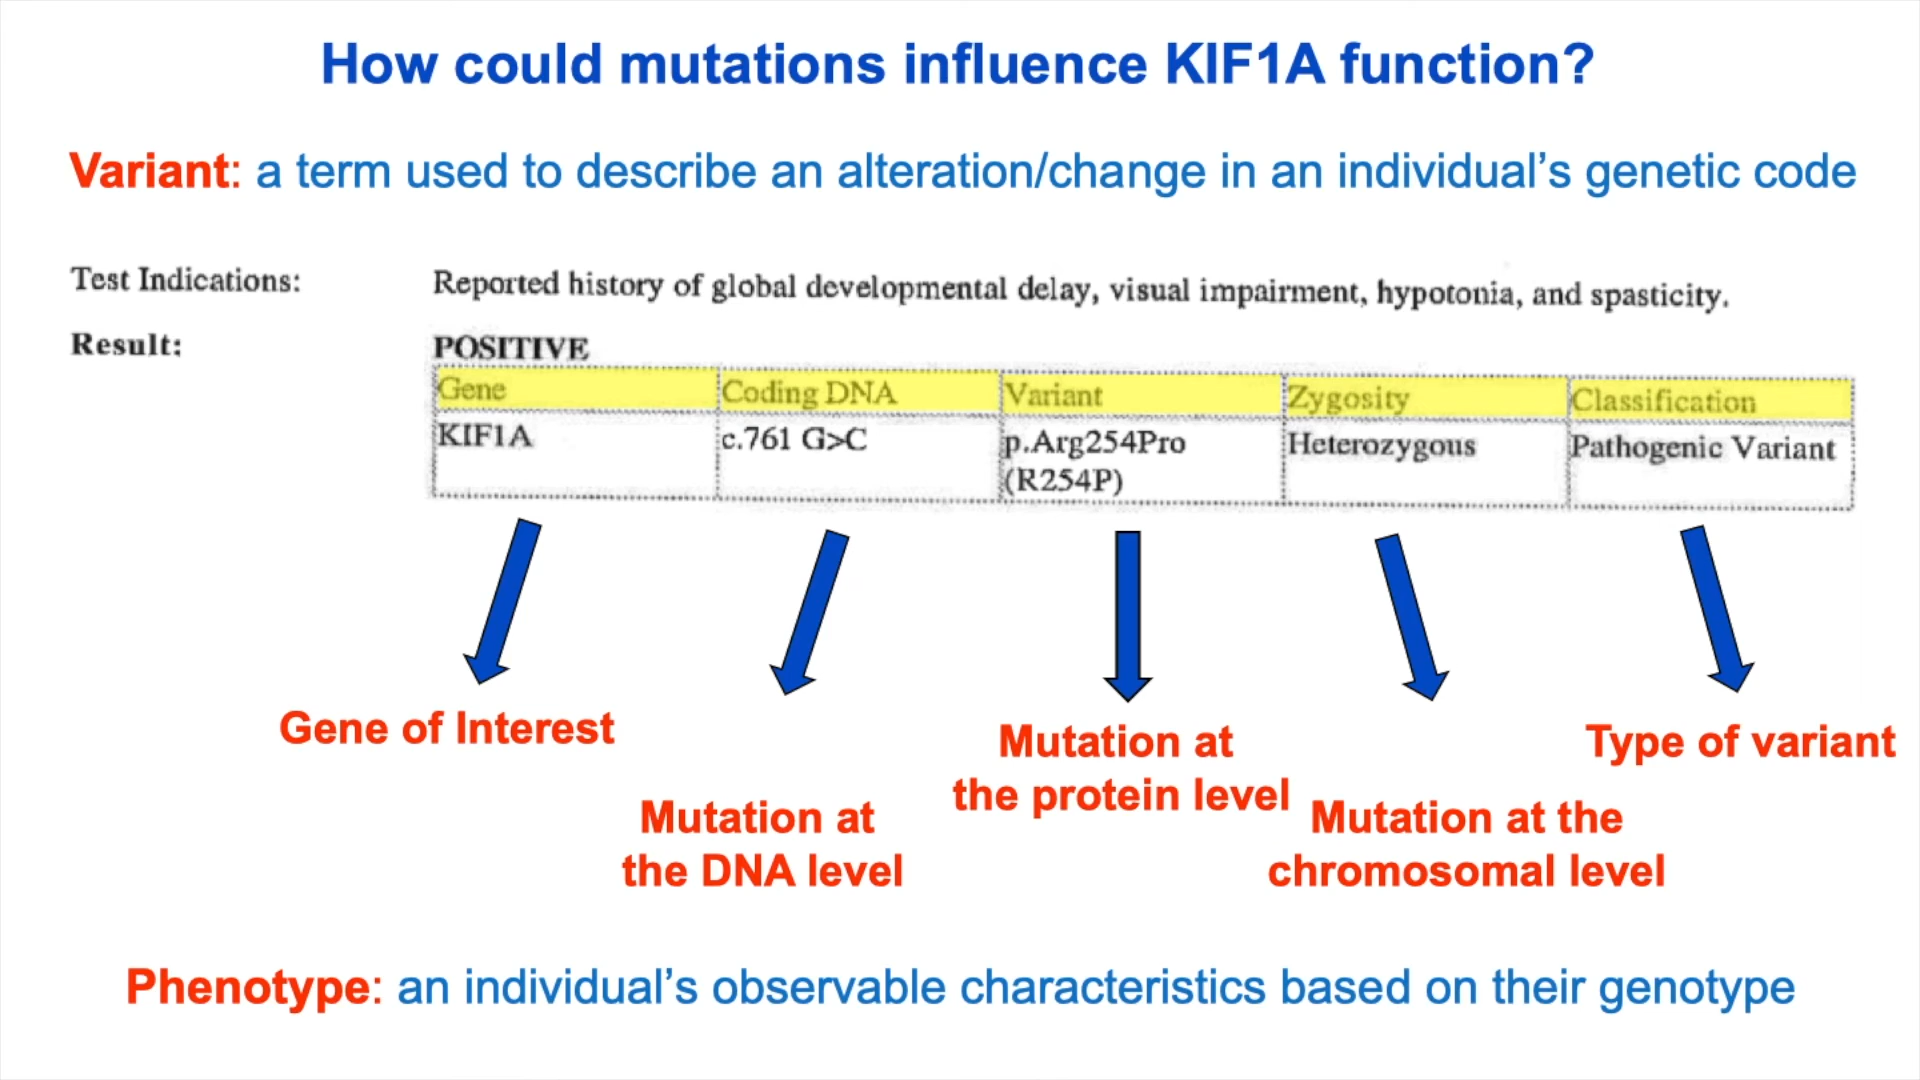 How could mutations influence KIF1A function?
Variant: a term used to describe an alteration/change in an individual’s genetic code
Test Indications: Reported history of global developmental delay, visual impairment, hypotonia, and spasticity.
Result: POSITIVE
Gene Coding DNA Variant Zygosity Classification
KIF1A c.761 G>C p.Arg254Pro Heterozygous Pathogenic Variant
(R254P)
Gene of Interest
Mutation at
the DNA level
Mutation at
the protein level
Mutation at the
chromosomal level
Type of variant
Phenotype: an individual’s observable characteristics based on their genotype